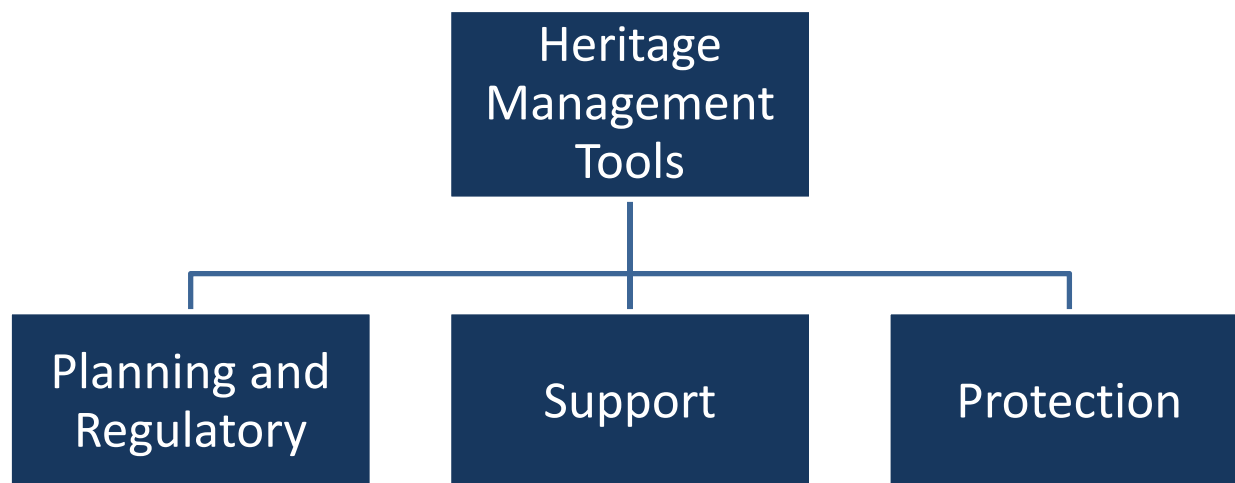 Heritage
Management
Tools
Planning and
Regulatory
Support
Protection